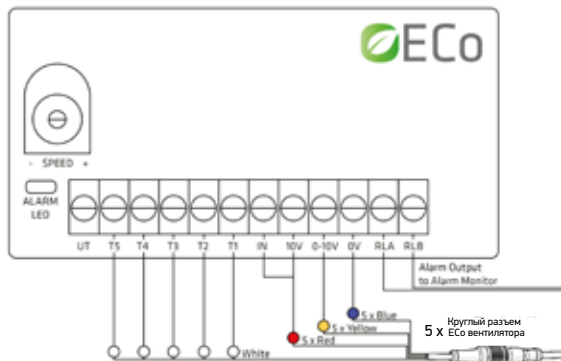 ECo
- SPEED +
ALARM
LED
UT T5 T4 T3 T2 T1 IN 10V 0-10V 0V RLA RLB
Alarm Output
to Alarm Monitor
5 x Blue
5 x Yellow
5 x Red
White
5 x Круглый разъем
ECo вентилятора